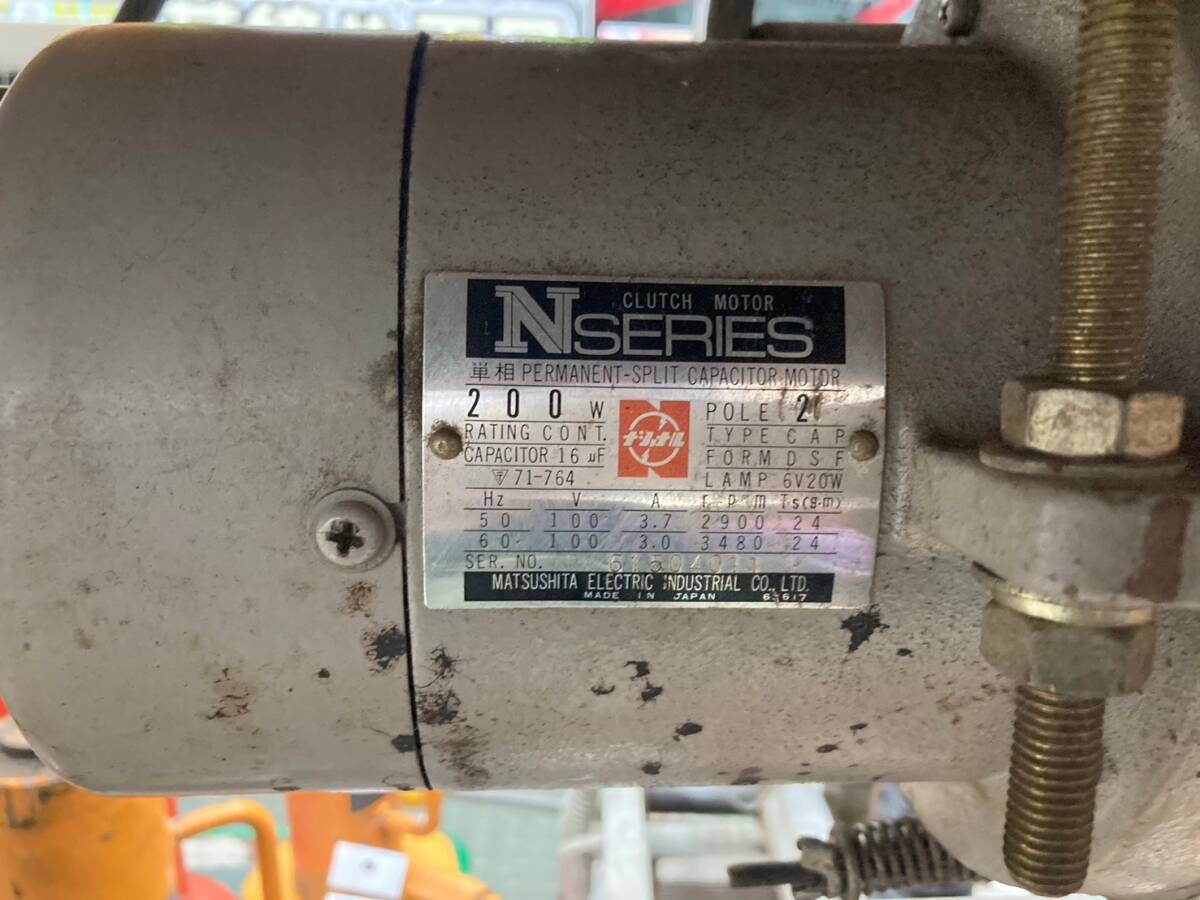 CLUTCH MOTOR
N SERIES
単相 PERMANENT-SPLIT CAPACITOR MOTOR
200 W
RATING CONT.
CAPACITOR 16 μF
〒 71-764
ナショナル
POLE 2
TYPE CAP
FORM DSF
LAMP 6V20W
Hz V A r.p.m Ts(g·m)
50 100 3.7 2900 24
60 100 3.0 3480 24
SER. NO.
MATSUSHITA ELECTRIC INDUSTRIAL CO., LTD.
MADE IN JAPAN